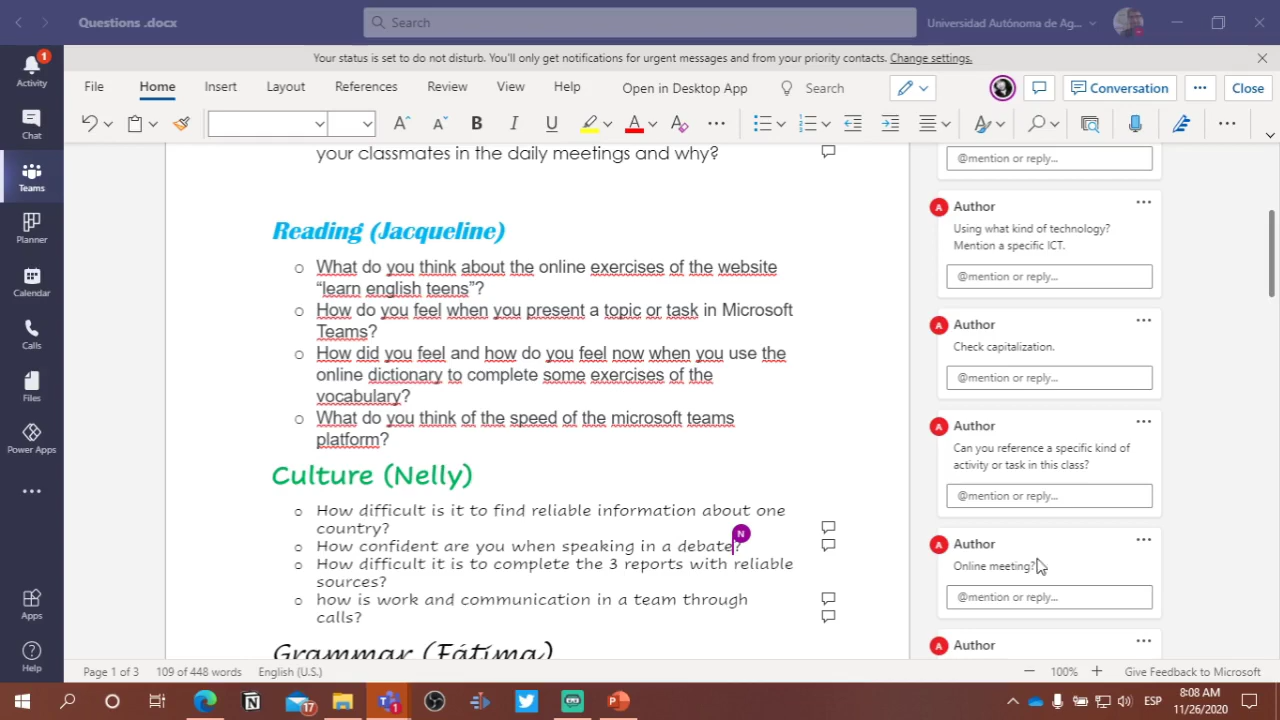 Questions .docx
Search
Universidad Autónoma de Ag...
Your status is set to do not disturb. You'll only get notifications for urgent messages and from your priority contacts. Change settings.
File Home Insert Layout References Review View Help Open in Desktop App Search Conversation Close
B I U A
Activity
Chat
Teams
Planner
Calendar
Calls
Files
Power Apps
Apps
Help
your classmates in the daily meetings and why?
Reading (Jacqueline)
What do you think about the online exercises of the website
“learn english teens”?
How do you feel when you present a topic or task in Microsoft
Teams?
How did you feel and how do you feel now when you use the
online dictionary to complete some exercises of the
vocabulary?
What do you think of the speed of the microsoft teams
platform?
Culture (Nelly)
How difficult is it to find reliable information about one
country?
N
How confident are you when speaking in a debate?
How difficult it is to complete the 3 reports with reliable
sources?
how is work and communication in a team through
calls?
Grammar (Fátima)
@mention or reply...
A Author
Using what kind of technology?
Mention a specific ICT.
@mention or reply...
A Author
Check capitalization.
@mention or reply...
A Author
Can you reference a specific kind of
activity or task in this class?
@mention or reply...
A Author
Online meeting?
@mention or reply...
A Author
Page 1 of 3 109 of 448 words English (U.S.) 100% Give Feedback to Microsoft
17 1 ESP
8:08 AM
11/26/2020